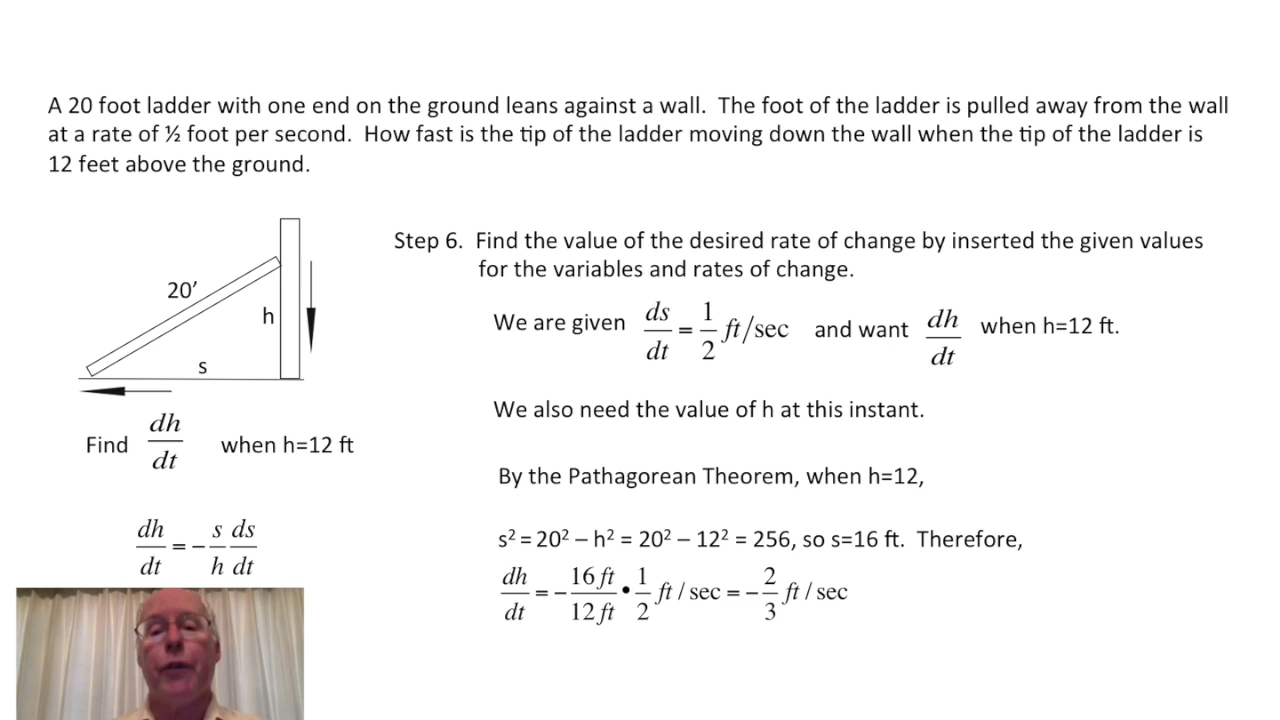 A 20 foot ladder with one end on the ground leans against a wall.  The foot of the ladder is pulled away from the wall
at a rate of ½ foot per second.  How fast is the tip of the ladder moving down the wall when the tip of the ladder is
12 feet above the ground.
20′
h
s
Find dh/dt when h=12 ft
dh/dt = − s/h ds/dt
Step 6.  Find the value of the desired rate of change by inserted the given values
for the variables and rates of change.
We are given ds/dt = 1/2 ft/sec and want dh/dt when h=12 ft.
We also need the value of h at this instant.
By the Pathagorean Theorem, when h=12,
s² = 20² – h² = 20² – 12² = 256, so s=16 ft.  Therefore,
dh/dt = − 16 ft/12 ft • 1/2 ft / sec = − 2/3 ft / sec